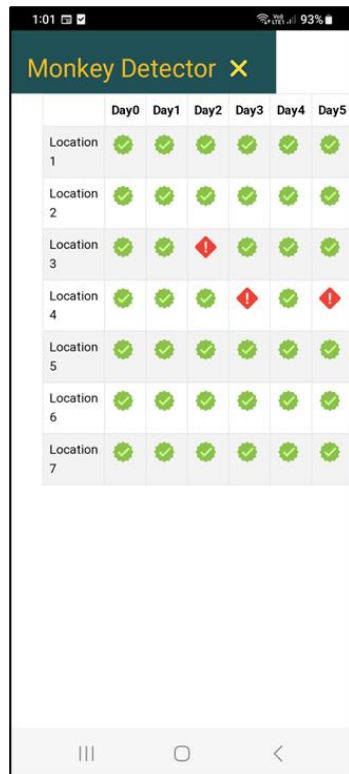 1:01 93%
Monkey Detector ×
Day0 Day1 Day2 Day3 Day4 Day5
Location 
1
Location 
2
Location 
3
Location 
4
Location 
5
Location 
6
Location 
7